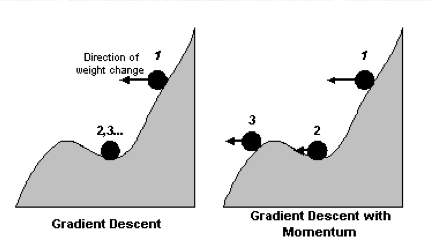 Direction of
weight change
1
2,3...
Gradient Descent
1
3
2
Gradient Descent with
Momentum